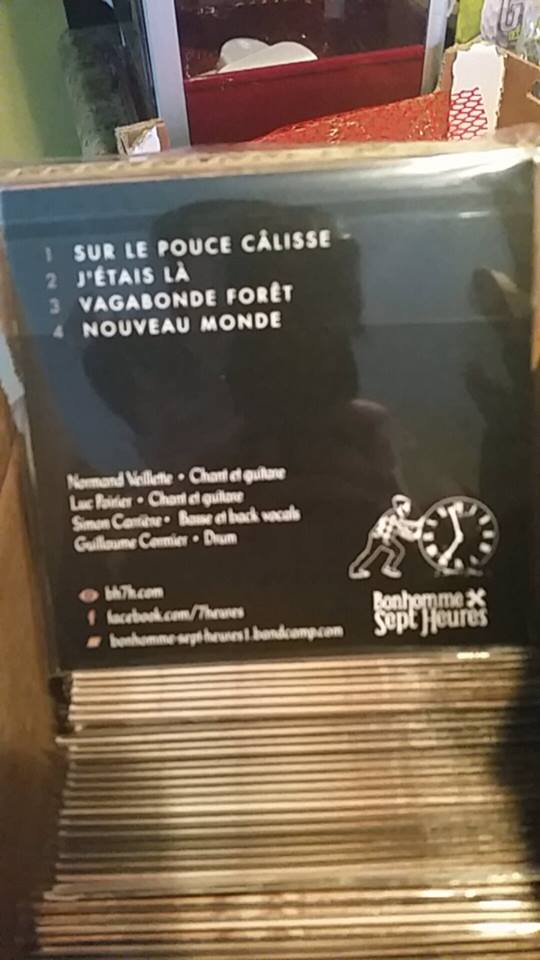 1 SUR LE POUCE CÂLISSE
2 J'ÉTAIS LÀ
3 VAGABONDE FORÊT
4 NOUVEAU MONDE
Normand Veillette • Chant et guitare
Luc Poirier • Chant et guitare
Simon Carrière • Basse et back vocals
Guillaume Cormier • Drum
bh7h.com
facebook.com/7heures
bonhomme-sept-heures1.bandcamp.com
Bonhomme
Sept Heures